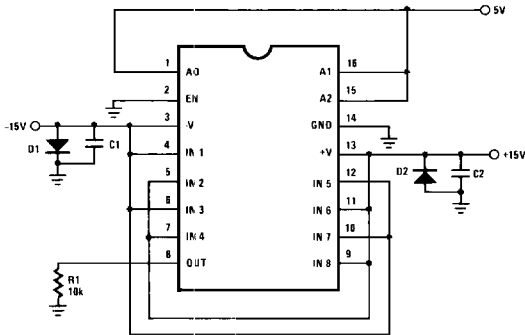 5V
1 A0 A1 16
2 EN A2 15
-15V 3 -V GND 14
D1 C1 4 IN 1 +V 13 +15V
5 IN 2 IN 5 12 D2 C2
6 IN 3 IN 6 11
7 IN 4 IN 7 10
8 OUT IN 8 9
R1
10k